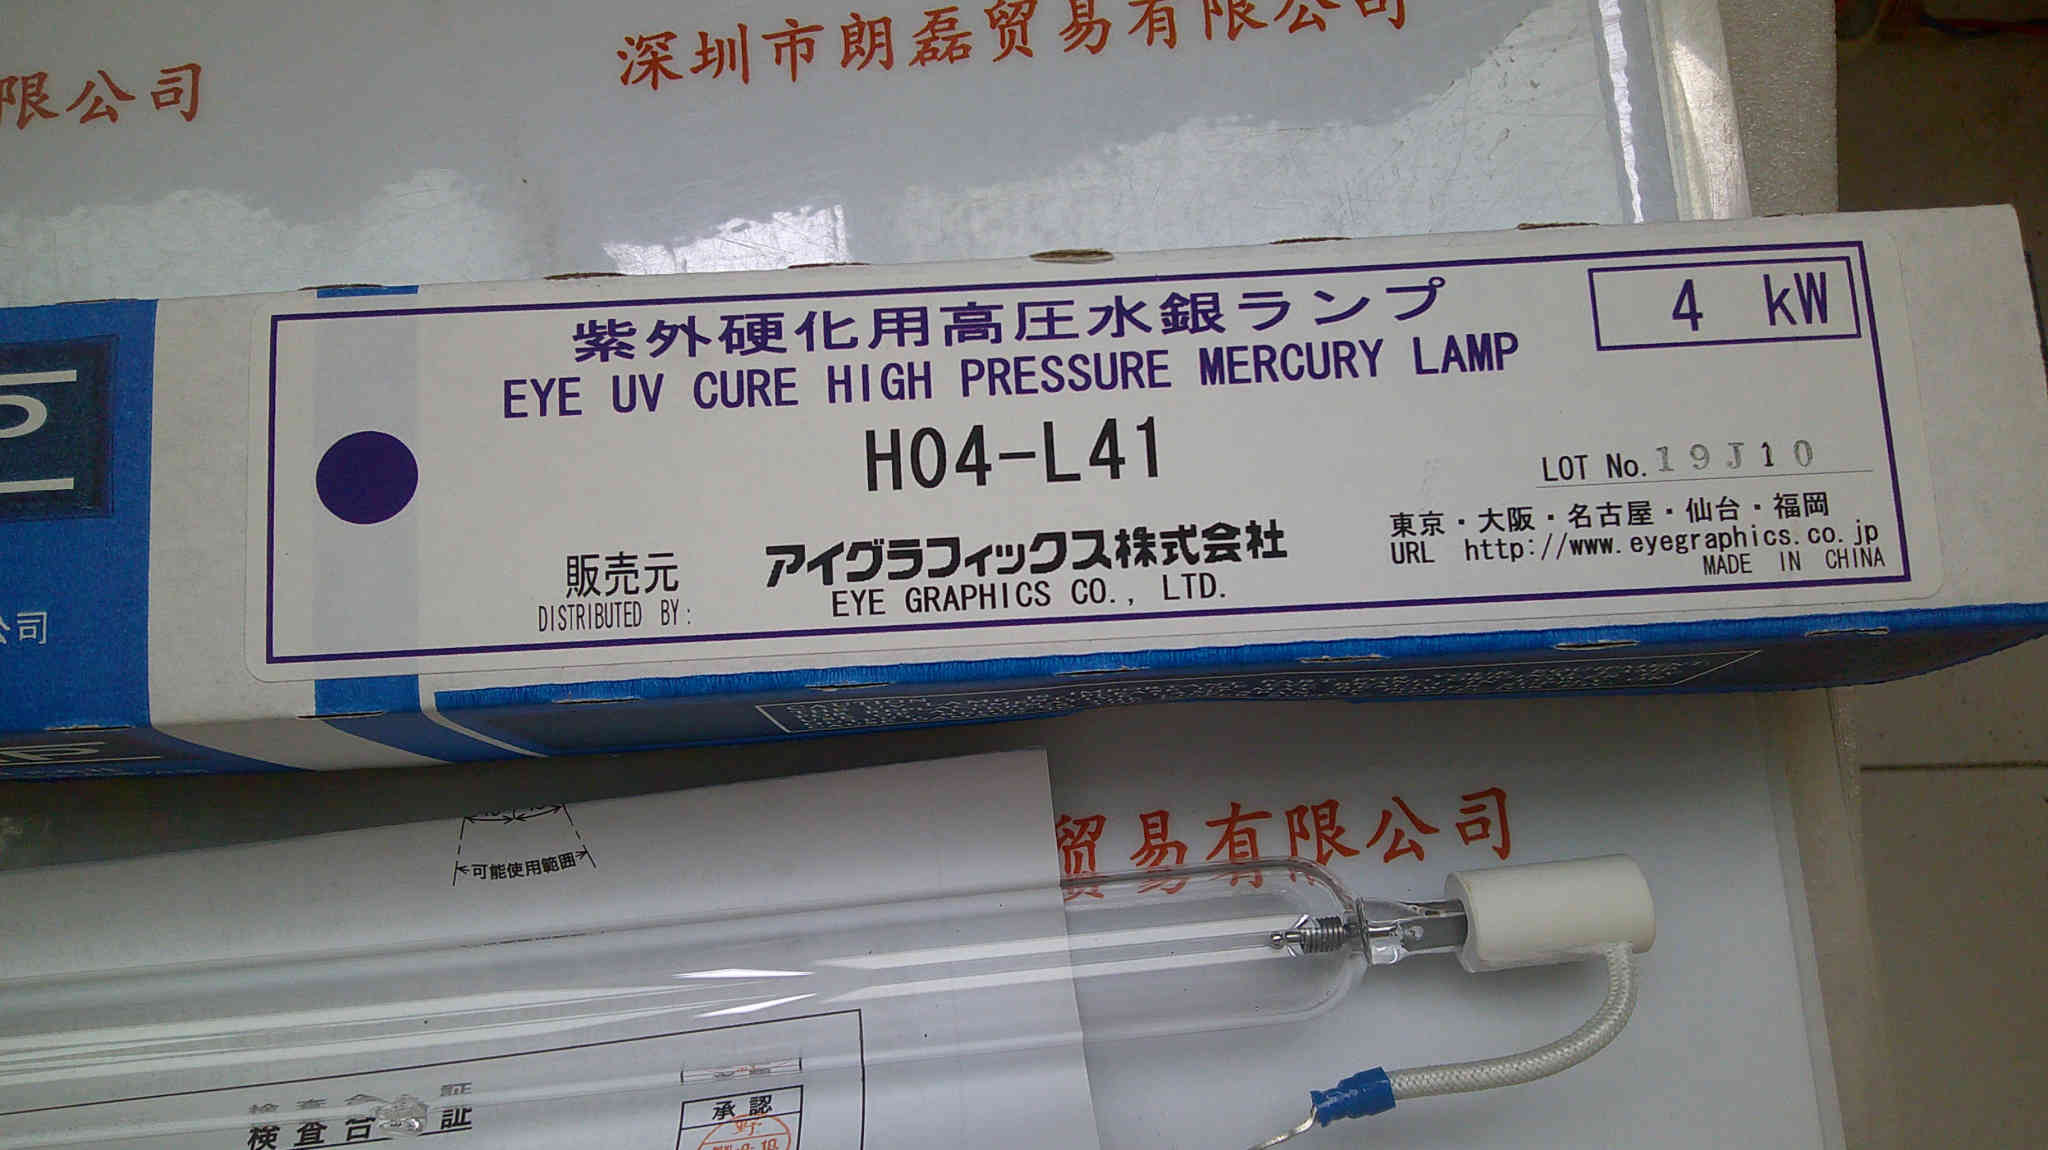 深圳市朗磊贸易有限公司
限公司
紫外硬化用高圧水銀ランプ
4 kW
EYE UV CURE HIGH PRESSURE MERCURY LAMP
H04-L41
LOT No. 19J10
販売元
アイグラフィックス株式会社
東京・大阪・名古屋・仙台・福岡
DISTRIBUTED BY:
EYE GRAPHICS CO., LTD.
URL http://www.eyegraphics.co.jp
MADE IN CHINA
公司
CAUTION
可能使用範囲
贸易有限公司
検査合 証
承認